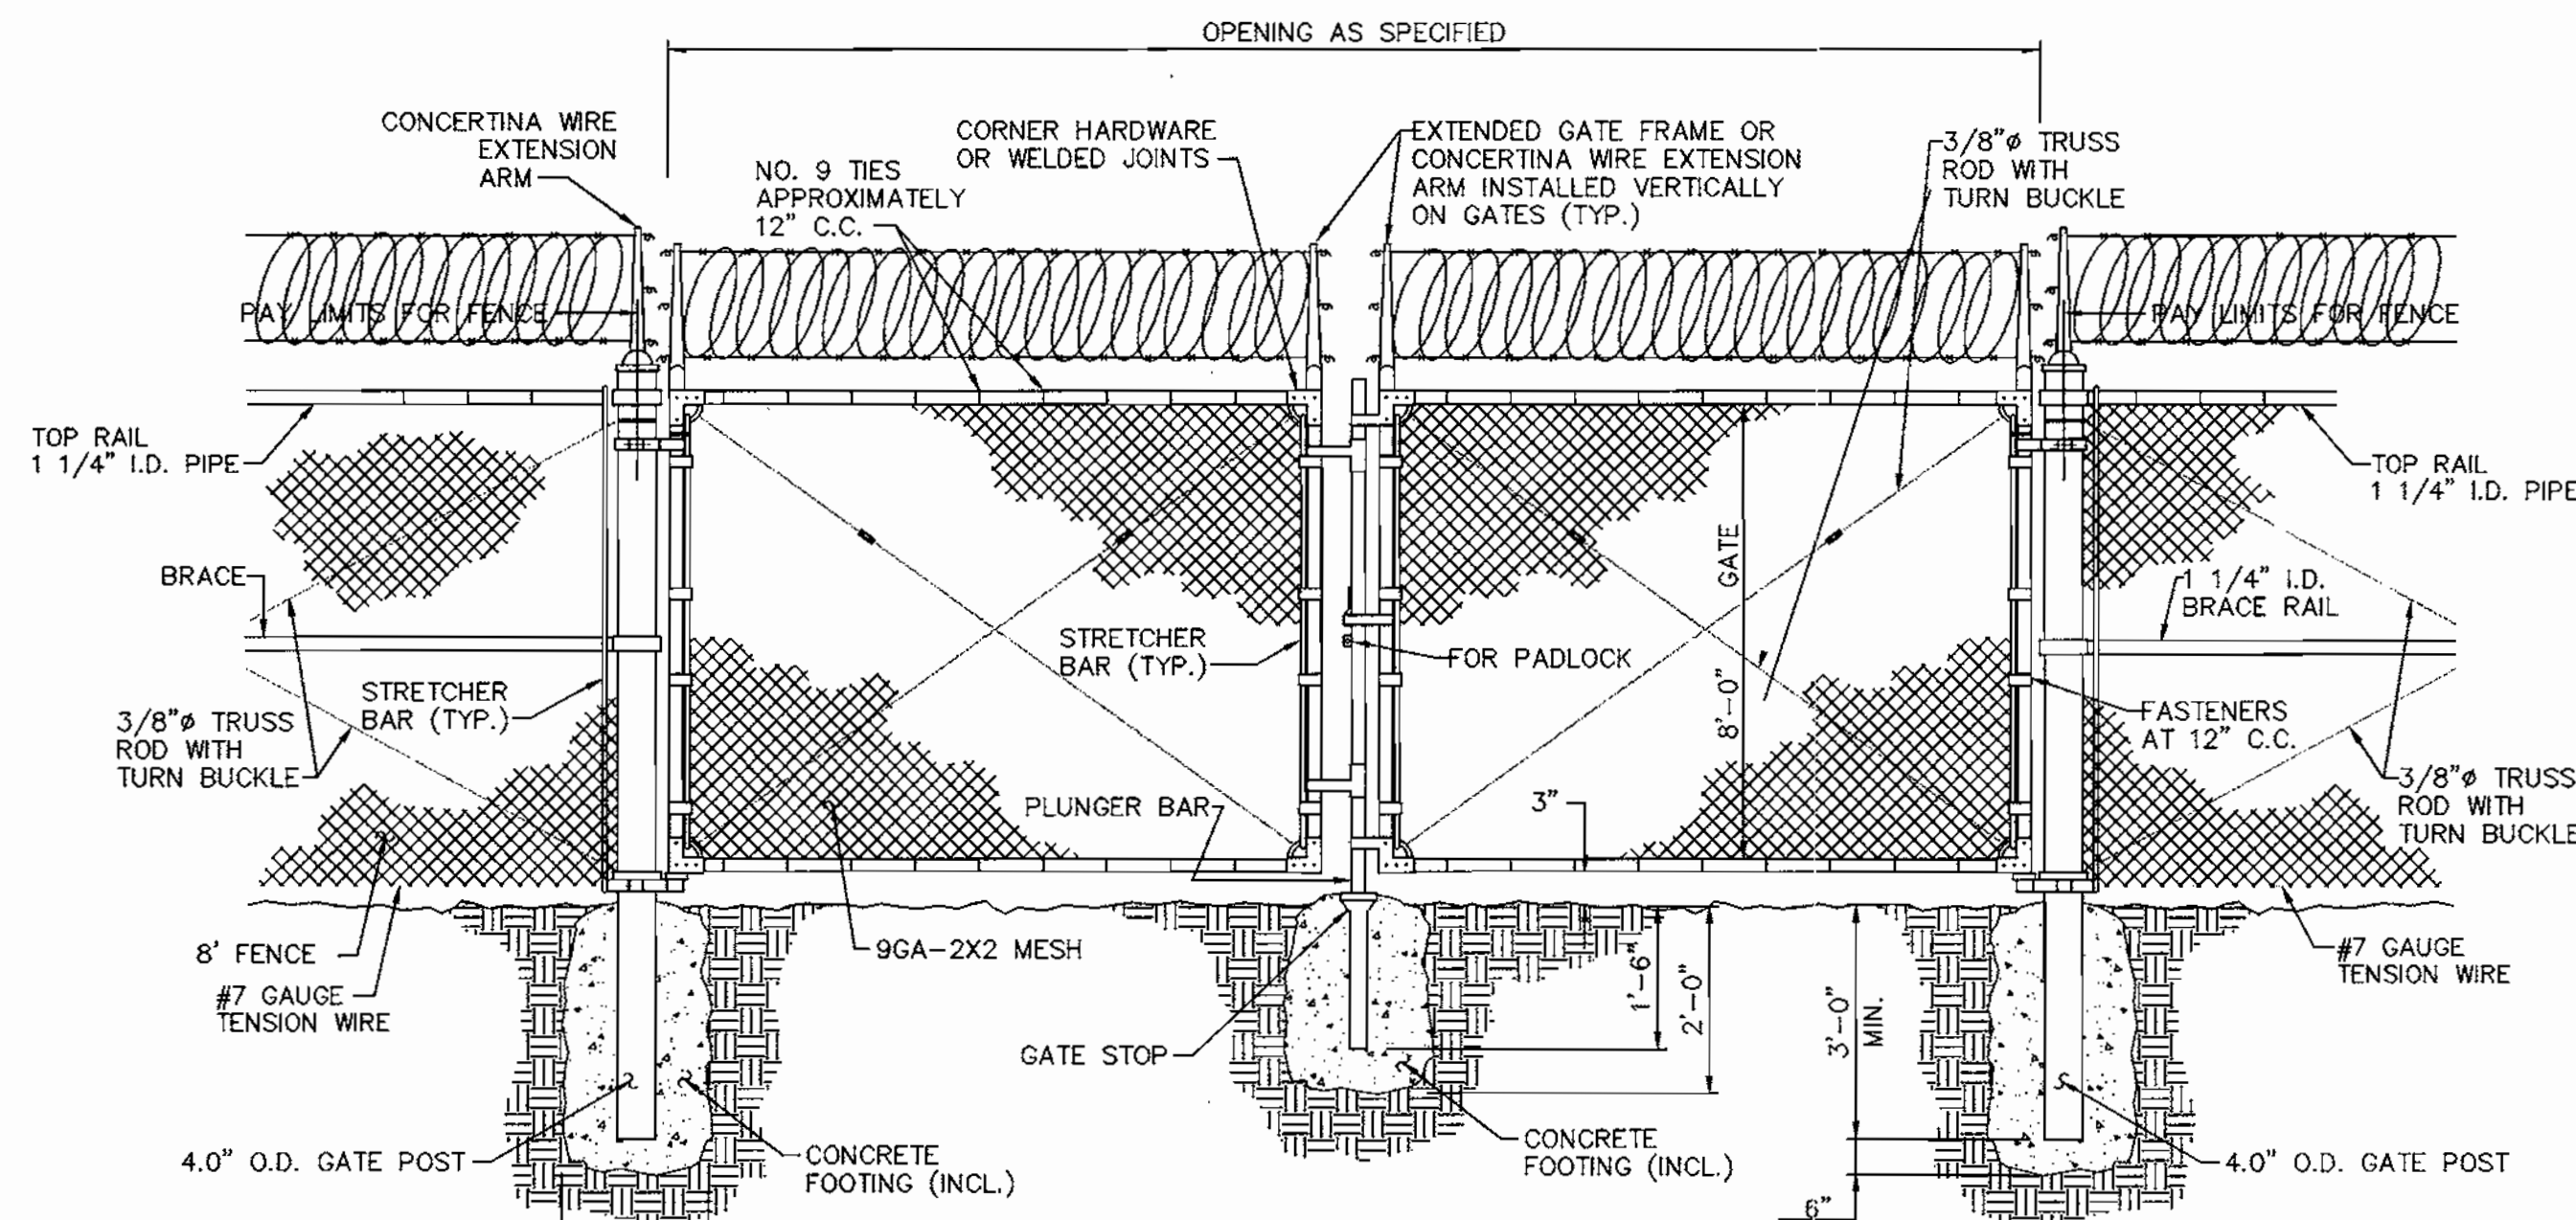 OPENING AS SPECIFIED
CONCERTINA WIRE
EXTENSION
ARM
NO. 9 TIES
APPROXIMATELY
12" C.C.
CORNER HARDWARE
OR WELDED JOINTS
EXTENDED GATE FRAME OR
CONCERTINA WIRE EXTENSION
ARM INSTALLED VERTICALLY
ON GATES (TYP.)
3/8"ø TRUSS
ROD WITH
TURN BUCKLE
PAY LIMITS FOR FENCE
PAY LIMITS FOR FENCE
TOP RAIL
1 1/4" I.D. PIPE
TOP RAIL
1 1/4" I.D. PIPE
BRACE
GATE
8'-0"
1 1/4" I.D.
BRACE RAIL
STRETCHER
BAR (TYP.)
FOR PADLOCK
STRETCHER
BAR (TYP.)
3/8"ø TRUSS
ROD WITH
TURN BUCKLE
FASTENERS
AT 12" C.C.
3/8"ø TRUSS
ROD WITH
TURN BUCKLE
PLUNGER BAR
3"
8' FENCE
9GA-2X2 MESH
#7 GAUGE
TENSION WIRE
#7 GAUGE
TENSION WIRE
1'-6"
2'-0"
3'-0"
MIN.
GATE STOP
4.0" O.D. GATE POST
CONCRETE
FOOTING (INCL.)
CONCRETE
FOOTING (INCL.)
4.0" O.D. GATE POST
6"